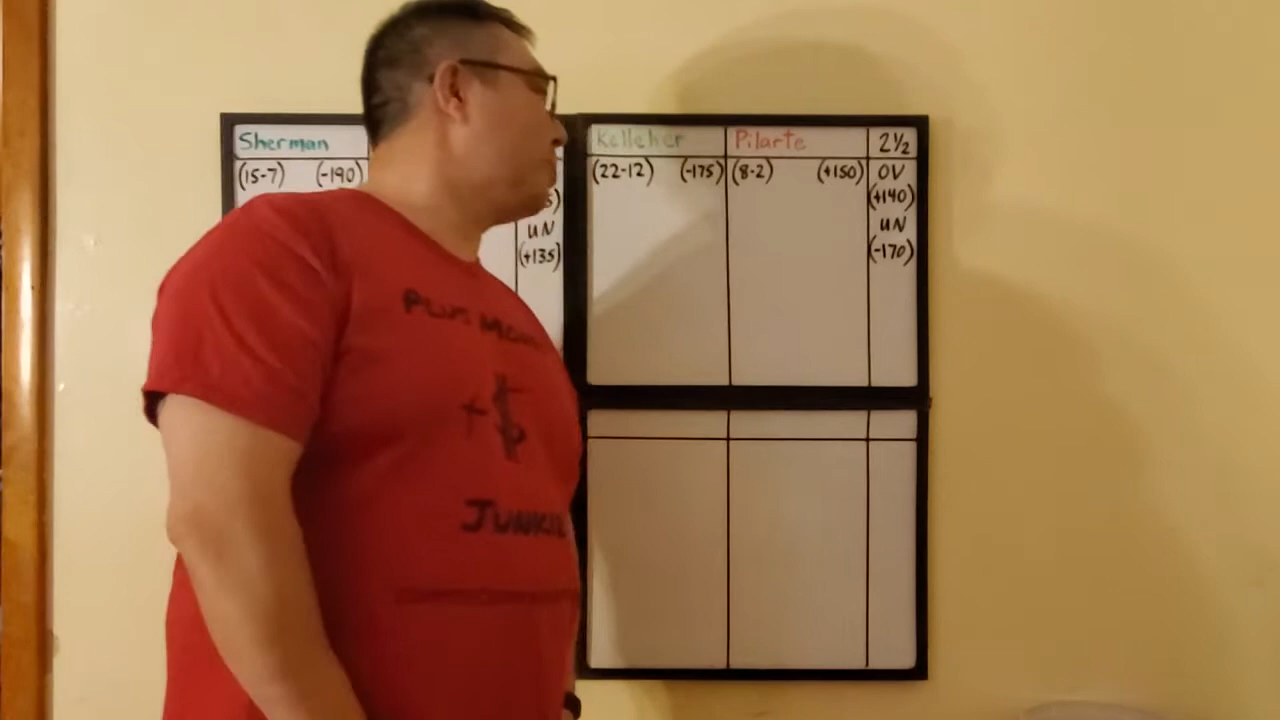 Sherman
(15-7) (-190)
UN
(+135)
Kelleher Pilarte 2½
(22-12) (-175) (8-2) (+150) OV
(+140)
UN
(-170)
PLUS
+$
JUNKIE